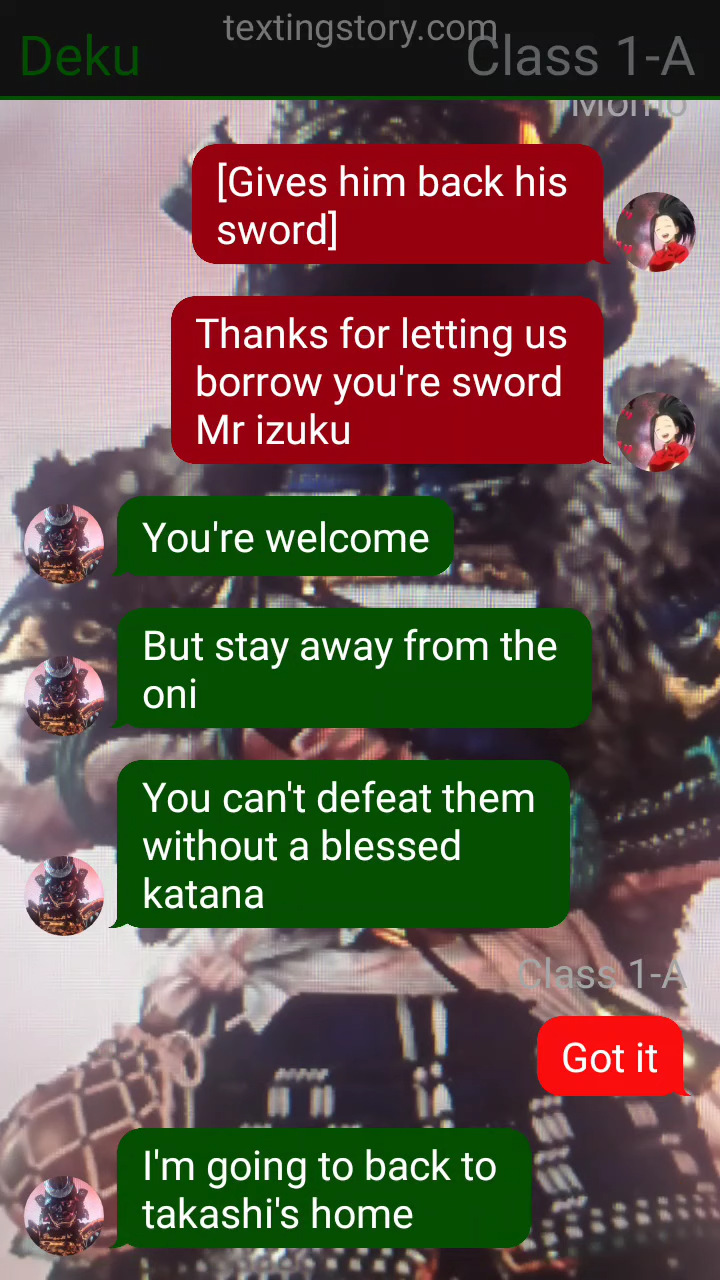 textingstory.com
Deku
Class 1-A
Momo
[Gives him back his
sword]
Thanks for letting us
borrow you're sword
Mr izuku
You're welcome
But stay away from the
oni
You can't defeat them
without a blessed
katana
Class 1-A
Got it
I'm going to back to
takashi's home